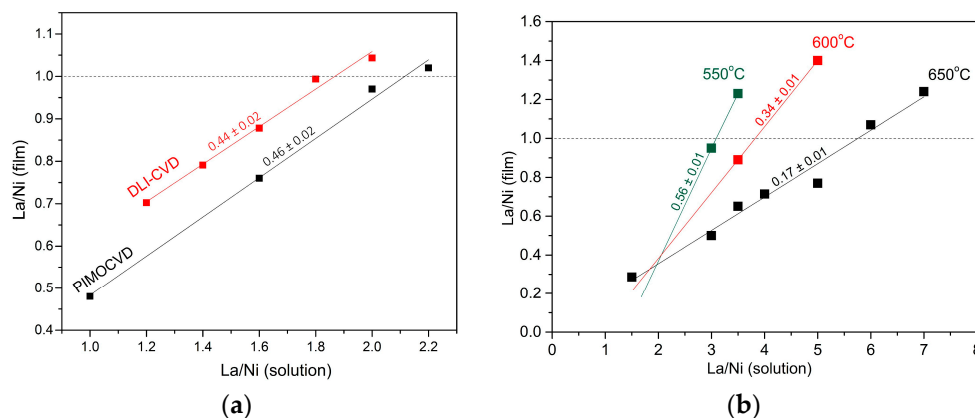 1.1
1.0
0.9
0.8
0.7
0.6
0.5
0.4
La/Ni (film)
DLI-CVD
0.44 ± 0.02
PIMOCVD
0.46 ± 0.02
1.0 1.2 1.4 1.6 1.8 2.0 2.2
La/Ni (solution)
(a)
1.6
1.4
1.2
1.0
0.8
0.6
0.4
0.2
0.0
La/Ni (film)
550°C
600°C
650°C
0.56 ± 0.01
0.34 ± 0.01
0.17 ± 0.01
0 1 2 3 4 5 6 7 8
La/Ni (solution)
(b)